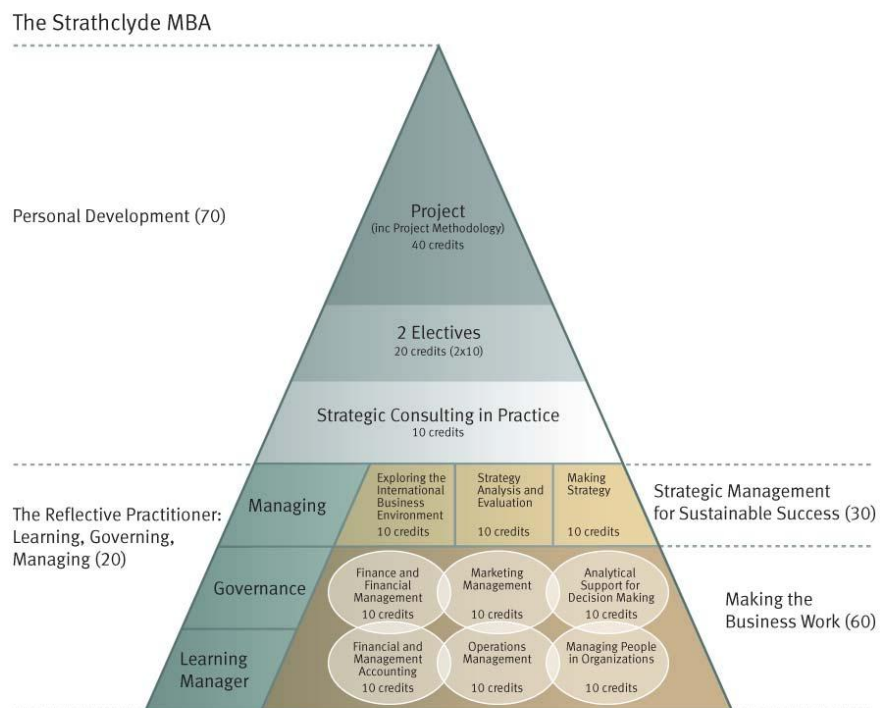 The Strathclyde MBA
Personal Development (70)
Project
(inc Project Methodology)
40 credits
2 Electives
20 credits (2x10)
Strategic Consulting in Practice
10 credits
The Reflective Practitioner:
Learning, Governing,
Managing (20)
Managing
Governance
Learning
Manager
Exploring the
International
Business
Environment
10 credits
Strategy
Analysis and
Evaluation
10 credits
Making
Strategy
10 credits
Strategic Management
for Sustainable Success (30)
Finance and
Financial
Management
10 credits
Marketing
Management
10 credits
Analytical
Support for
Decision Making
10 credits
Financial and
Management
Accounting
10 credits
Operations
Management
10 credits
Managing People
in Organizations
10 credits
Making the
Business Work (60)